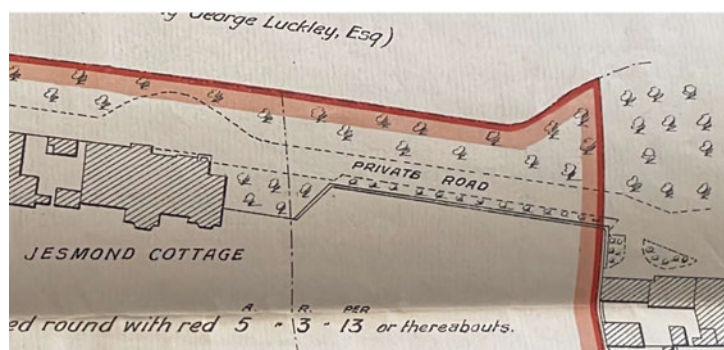 George Luckley, Esq)
PRIVATE ROAD
JESMOND COTTAGE
A. R. PER
ed round with red 5 - 3 - 13 or thereabouts.